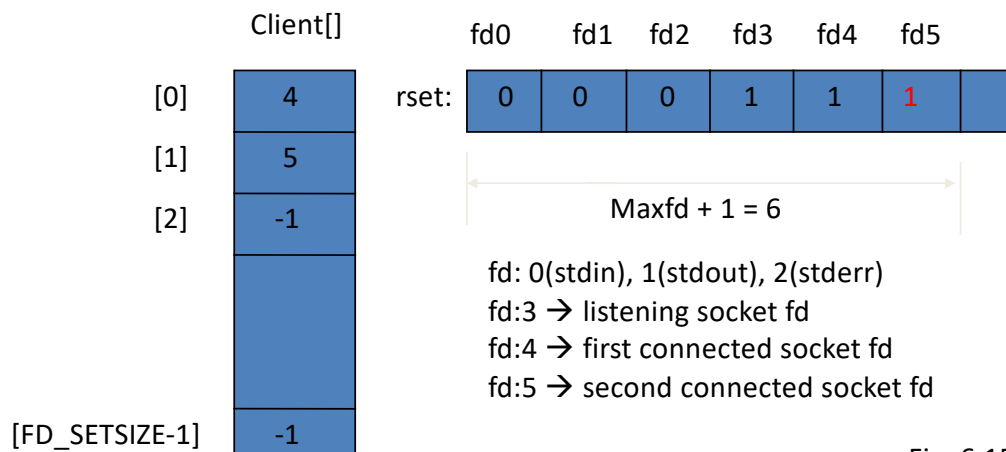 Client[]
fd0 fd1 fd2 fd3 fd4 fd5
[0] 4
rset: 0 0 0 1 1 1
[1] 5
[2] -1
Maxfd + 1 = 6
fd: 0(stdin), 1(stdout), 2(stderr)
fd:3 → listening socket fd
fd:4 → first connected socket fd
fd:5 → second connected socket fd
[FD_SETSIZE-1] -1